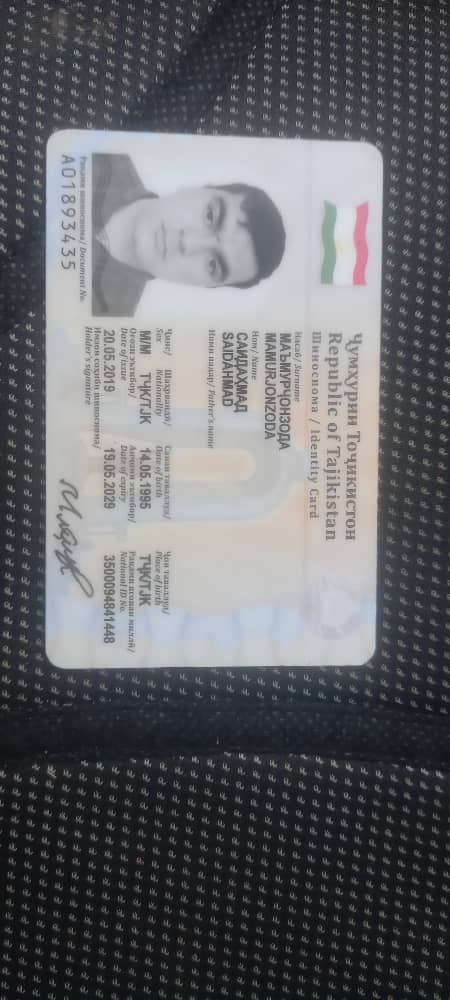 Ҷумҳурии Тоҷикистон
Republic of Tajikistan
Шиноснома / Identity Card
Насаб/ Surname
МАЪМУРҶОНЗОДА
MAMURJONZODA
Ном/ Name
САИДАҲМАД
SAIDAHMAD
Номи падар/ Father's name
Ҷинс/ Шаҳрвандӣ/ Санаи таваллуд/ Ҷои таваллуд/
Sex Nationality Date of birth Place of birth
М/M ТҶК/TJK 14.05.1995 ТҶК/TJK
Оғози эътибор/ Анҷоми эътибор/ Рақами ягонаи миллӣ/
Date of issue Date of expiry National ID No.
20.05.2019 19.05.2029 3500094841448
Имзои соҳиби шиноснома/
Holder's signature
Рақами шиноснома/ Document No.
A01893435